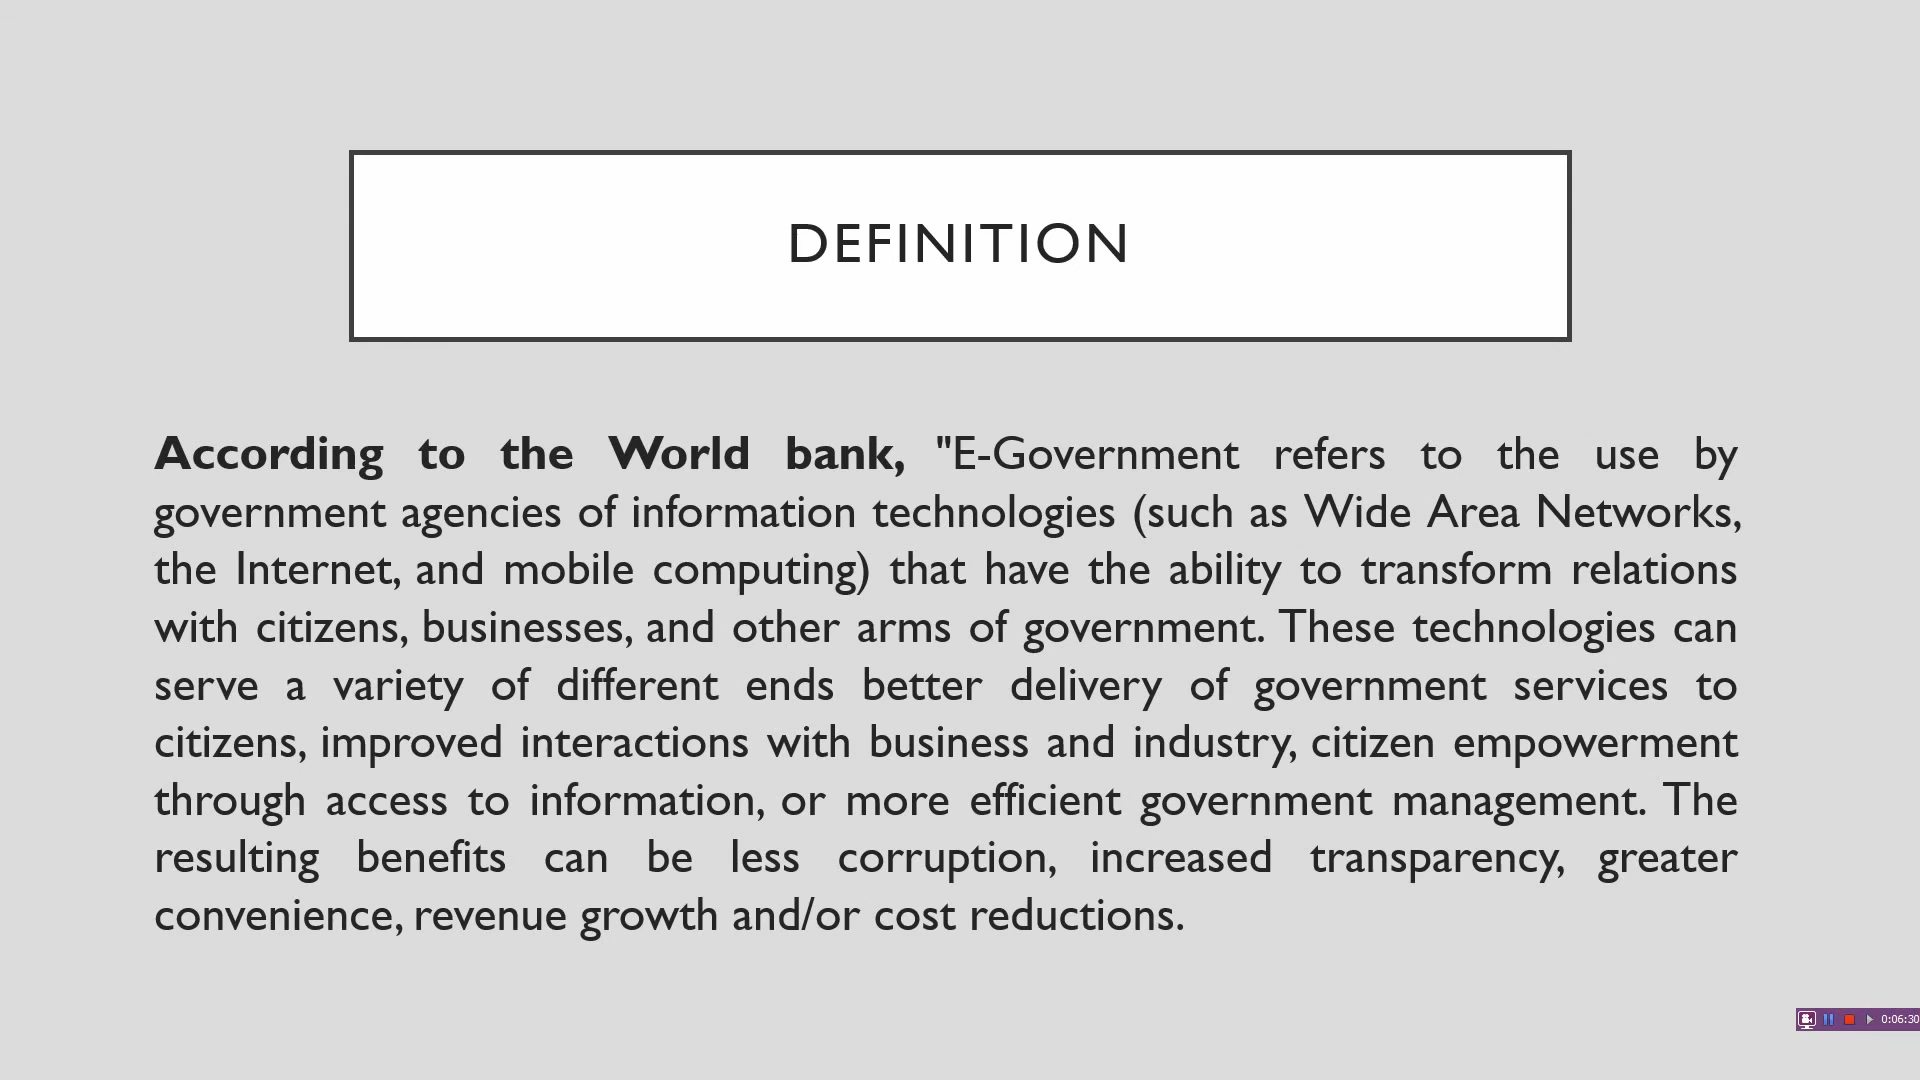 DEFINITION
According to the World bank, "E-Government refers to the use by
government agencies of information technologies (such as Wide Area Networks,
the Internet, and mobile computing) that have the ability to transform relations
with citizens, businesses, and other arms of government. These technologies can
serve a variety of different ends better delivery of government services to
citizens, improved interactions with business and industry, citizen empowerment
through access to information, or more efficient government management. The
resulting benefits can be less corruption, increased transparency, greater
convenience, revenue growth and/or cost reductions.
0:06:30